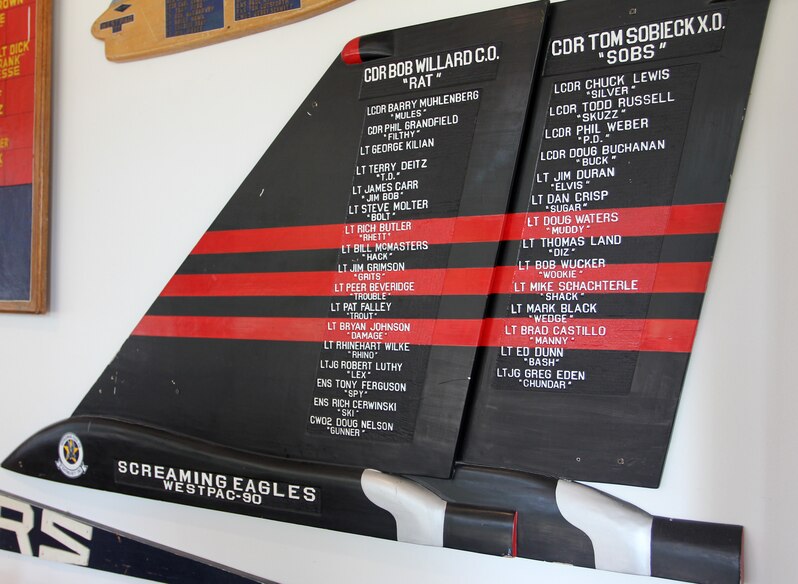 CDR BOB WILLARD C.O.
"RAT"
LCDR BARRY MUHLENBERG
"MULES"
CDR PHIL GRANDFIELD
"FILTHY"
LT GEORGE KILIAN
LT TERRY DEITZ
"T.D."
LT JAMES CARR
"JIM BOB"
LT STEVE MOLTER
"BOLT"
LT RICH BUTLER
"RHETT"
LT BILL McMASTERS
"HACK"
LT JIM GRIMSON
"GRITS"
LT PEER BEVERIDGE
"TROUBLE"
LT PAT FALLEY
"TROUT"
LT BRYAN JOHNSON
"DAMAGE"
LT RHINEHART WILKE
"RHINO"
LTJG ROBERT LUTHY
"LEX"
ENS TONY FERGUSON
"SPY"
ENS RICH CERWINSKI
"SKI"
CWO2 DOUG NELSON
"GUNNER"
CDR TOM SOBIECK X.O.
"SOBS"
LCDR CHUCK LEWIS
"SILVER"
LCDR TODD RUSSELL
"SKUZZ"
LCDR PHIL WEBER
"P.D."
LCDR DOUG BUCHANAN
"BUCK"
LT JIM DURAN
"ELVIS"
LT DAN CRISP
"SUGAR"
LT DOUG WATERS
"MUDDY"
LT THOMAS LAND
"DIZ"
LT BOB WUCKER
"WOOKIE"
LT MIKE SCHACHTERLE
"SHACK"
LT MARK BLACK
"WEDGE"
LT BRAD CASTILLO
"MANNY"
LT ED DUNN
"BASH"
LTJG GREG EDEN
"CHUNDAR"
SCREAMING EAGLES
WESTPAC-90
LT DICK
RS